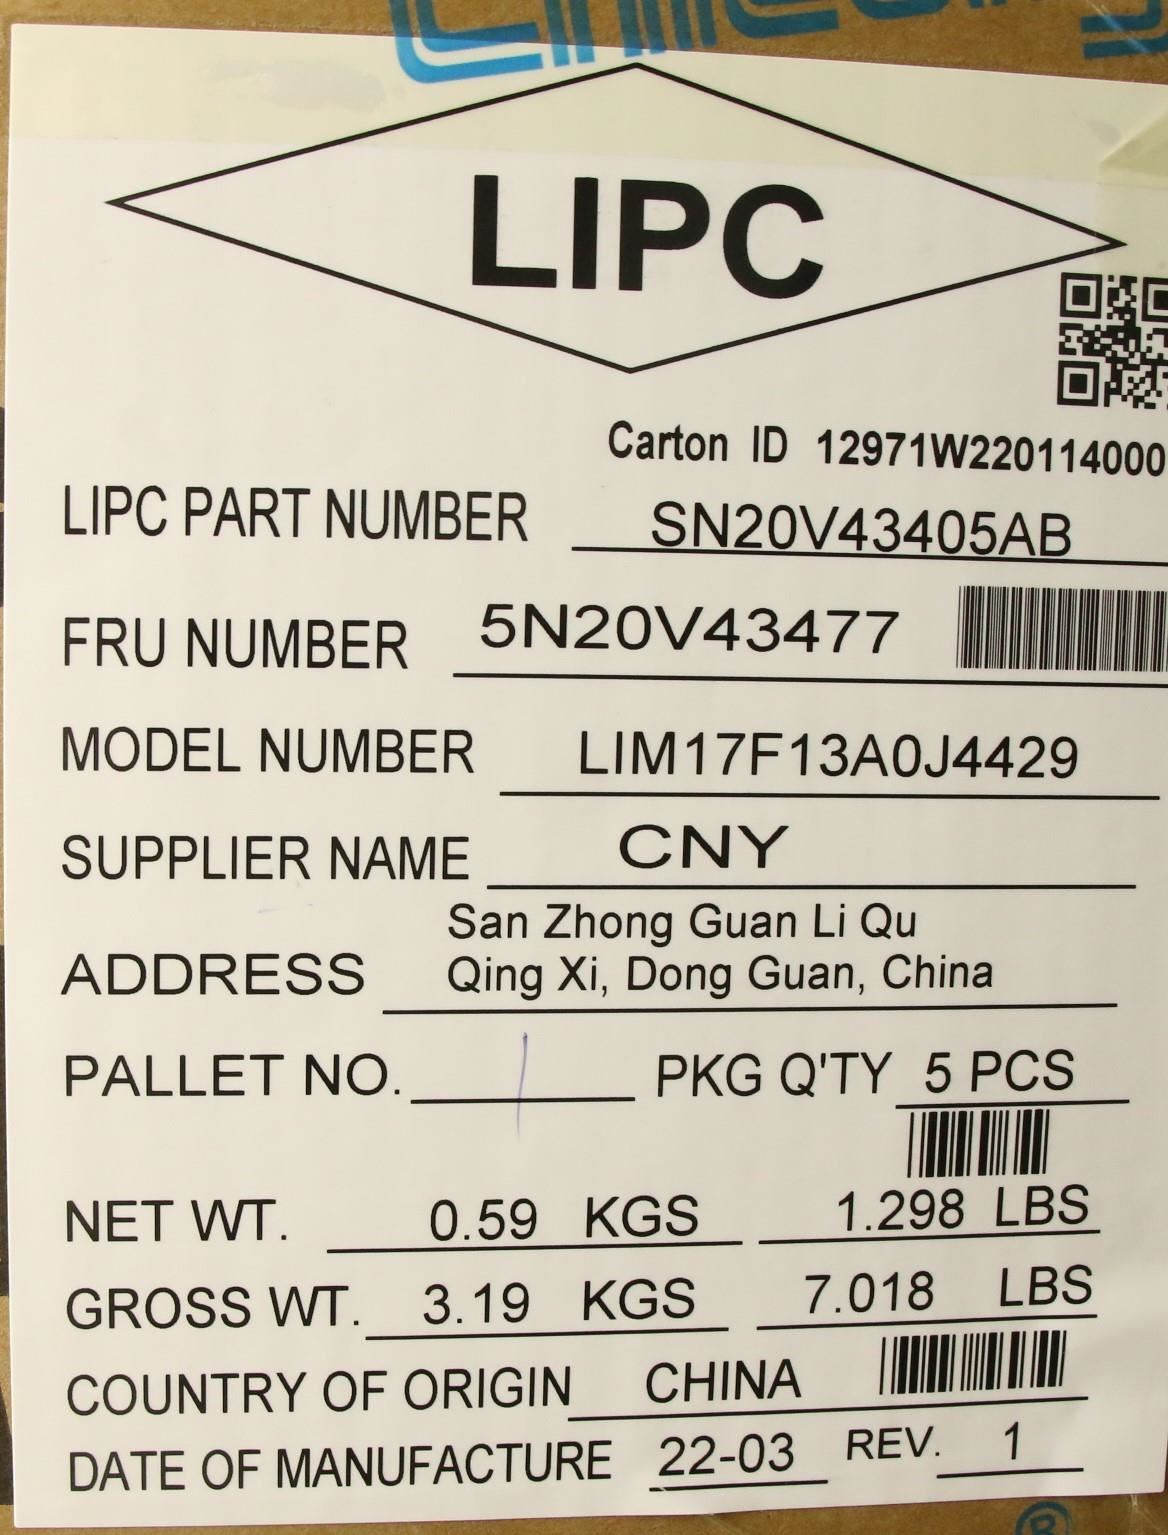 LIPC
Carton ID 12971W220114000
LIPC PART NUMBER SN20V43405AB
FRU NUMBER 5N20V43477
MODEL NUMBER LIM17F13A0J4429
SUPPLIER NAME CNY
San Zhong Guan Li Qu
ADDRESS Qing Xi, Dong Guan, China
PALLET NO. PKG Q'TY 5 PCS
NET WT. 0.59 KGS 1.298 LBS
GROSS WT. 3.19 KGS 7.018 LBS
COUNTRY OF ORIGIN CHINA
DATE OF MANUFACTURE 22-03 REV. 1
®